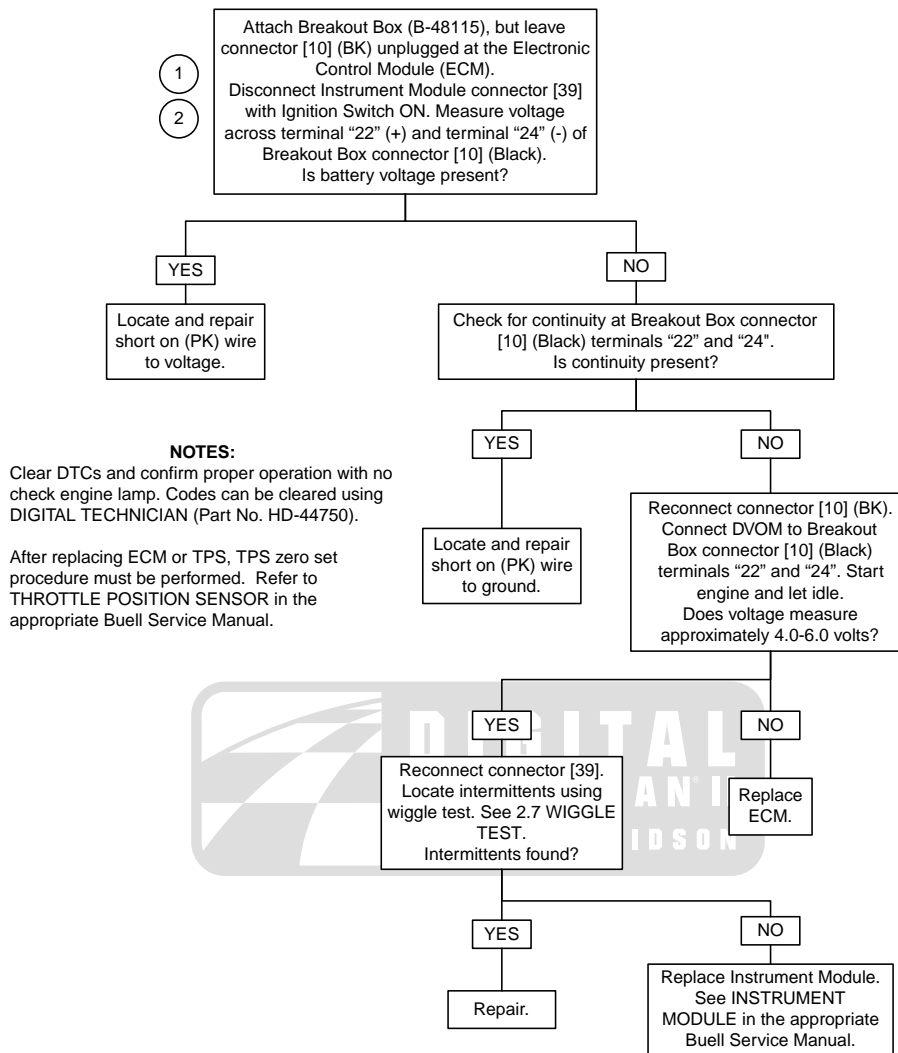 Attach Breakout Box (B-48115), but leave
connector [10] (BK) unplugged at the Electronic
Control Module (ECM).
Disconnect Instrument Module connector [39]
with Ignition Switch ON. Measure voltage
across terminal “22” (+) and terminal “24” (-) of
Breakout Box connector [10] (Black).
Is battery voltage present?
1
2
YES
NO
Locate and repair
short on (PK) wire
to voltage.
Check for continuity at Breakout Box connector
[10] (Black) terminals “22” and “24".
Is continuity present?
YES
NO
NOTES:
Clear DTCs and confirm proper operation with no
check engine lamp. Codes can be cleared using
DIGITAL TECHNICIAN (Part No. HD-44750).
After replacing ECM or TPS, TPS zero set
procedure must be performed.  Refer to
THROTTLE POSITION SENSOR in the
appropriate Buell Service Manual.
Locate and repair
short on (PK) wire
to ground.
Reconnect connector [10] (BK).
Connect DVOM to Breakout
Box connector [10] (Black)
terminals “22” and “24”. Start
engine and let idle.
Does voltage measure
approximately 4.0-6.0 volts?
YES
NO
DIGITAL
Reconnect connector [39].
Locate intermittents using
wiggle test. See 2.7 WIGGLE
TEST.
Intermittents found?
Replace
ECM.
YES
NO
Repair.
Replace Instrument Module.
See INSTRUMENT
MODULE in the appropriate
Buell Service Manual.